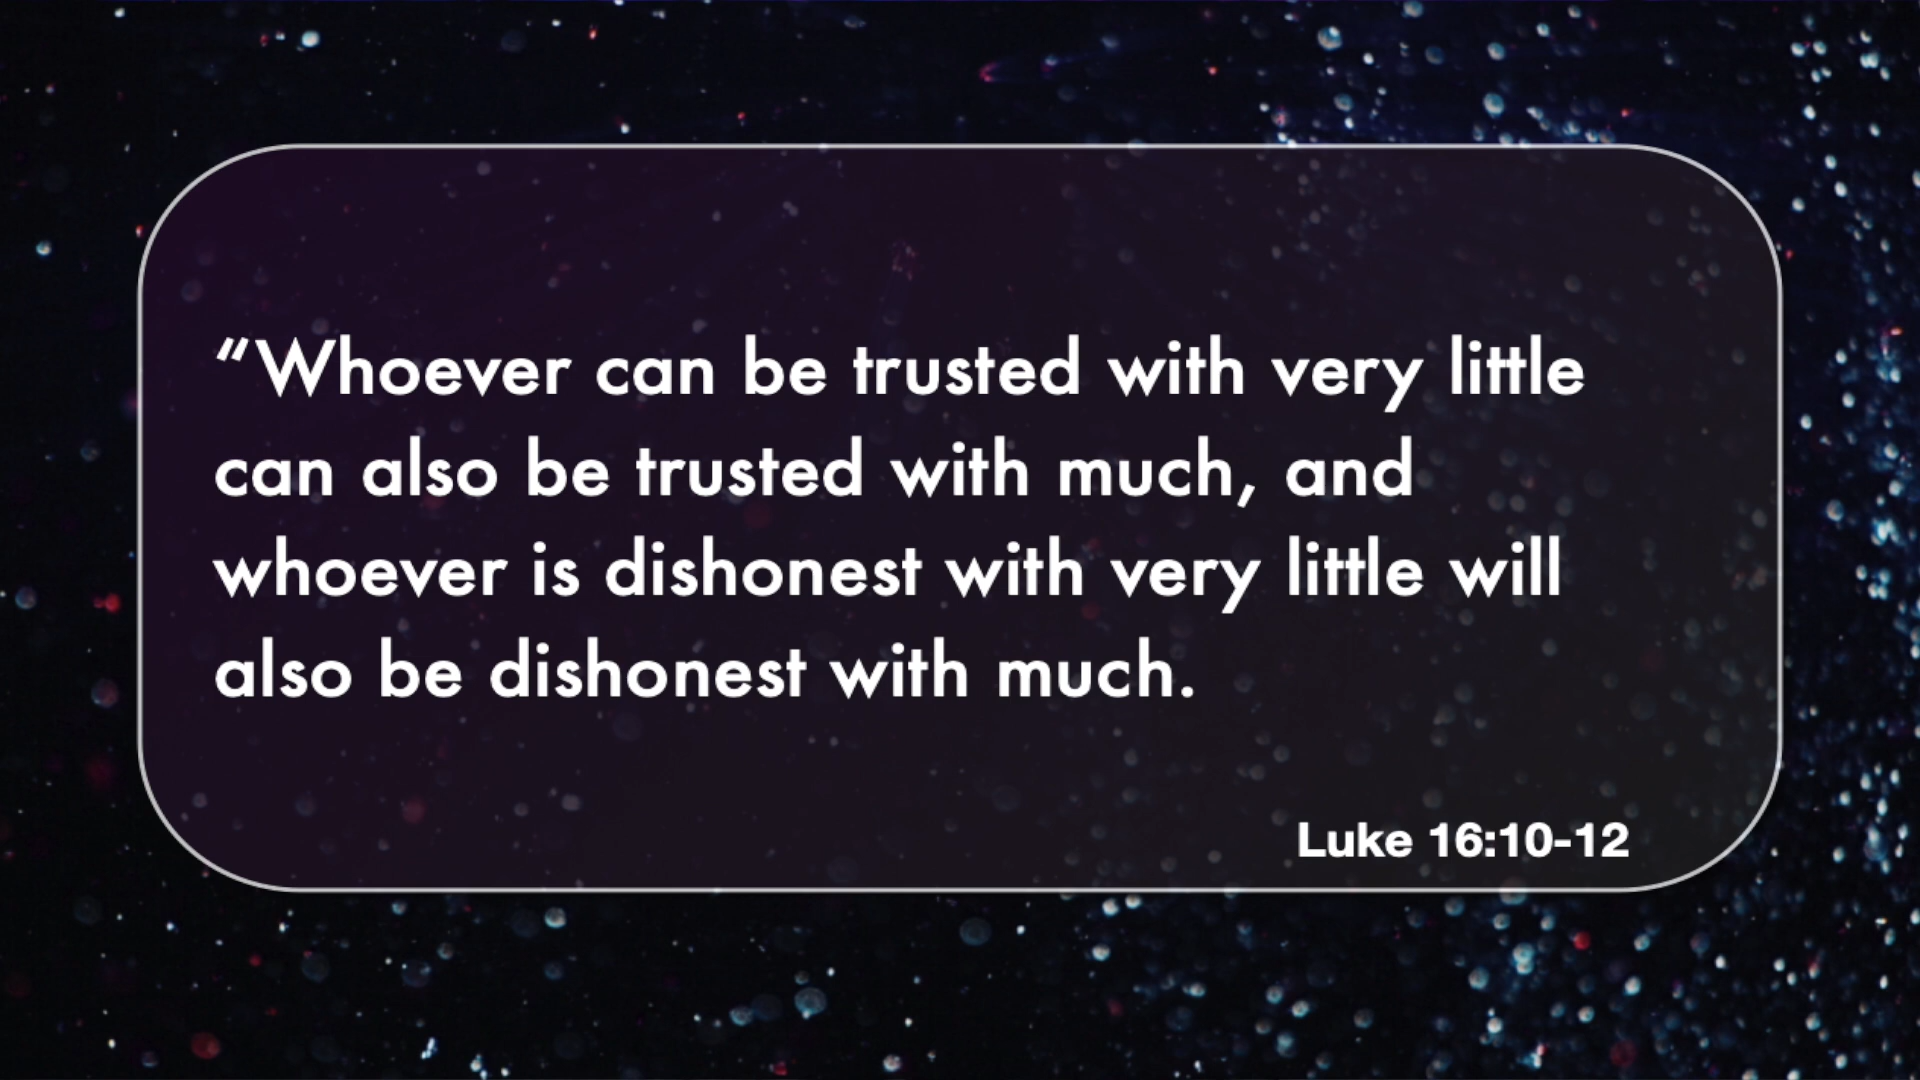 “Whoever can be trusted with very little
can also be trusted with much, and
whoever is dishonest with very little will
also be dishonest with much.
Luke 16:10-12